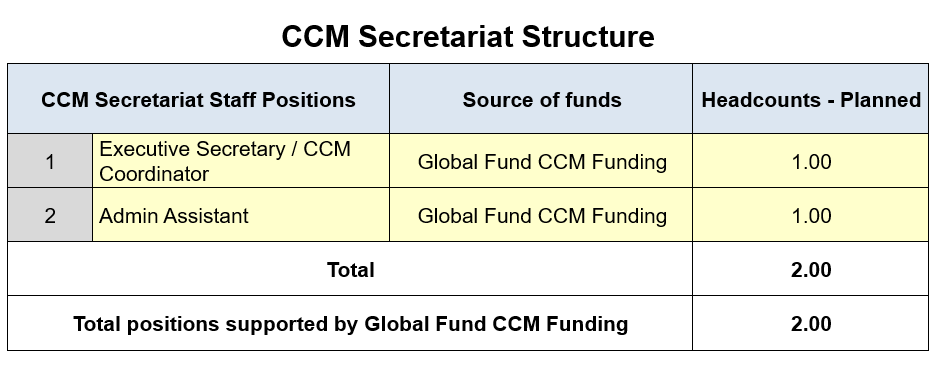 CCM Secretariat Structure
CCM Secretariat Staff Positions Source of funds Headcounts - Planned
1 Executive Secretary / CCM Coordinator Global Fund CCM Funding 1.00
2 Admin Assistant Global Fund CCM Funding 1.00
Total 2.00
Total positions supported by Global Fund CCM Funding 2.00